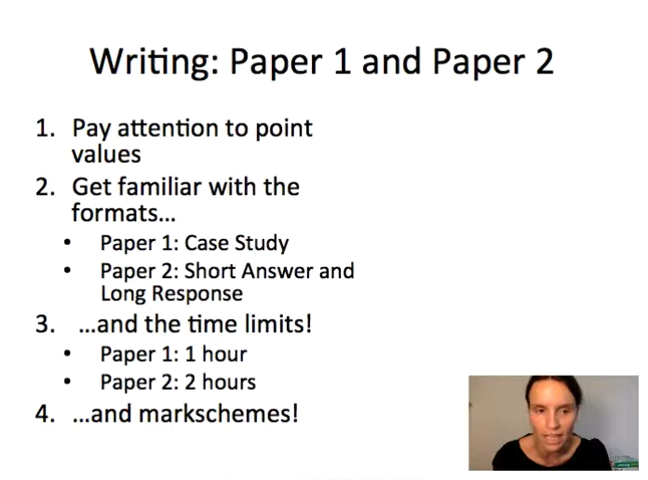 Writing: Paper 1 and Paper 2
1. Pay attention to point
values
2. Get familiar with the
formats...
• Paper 1: Case Study
• Paper 2: Short Answer and
Long Response
3. ...and the time limits!
• Paper 1: 1 hour
• Paper 2: 2 hours
4. ...and markschemes!